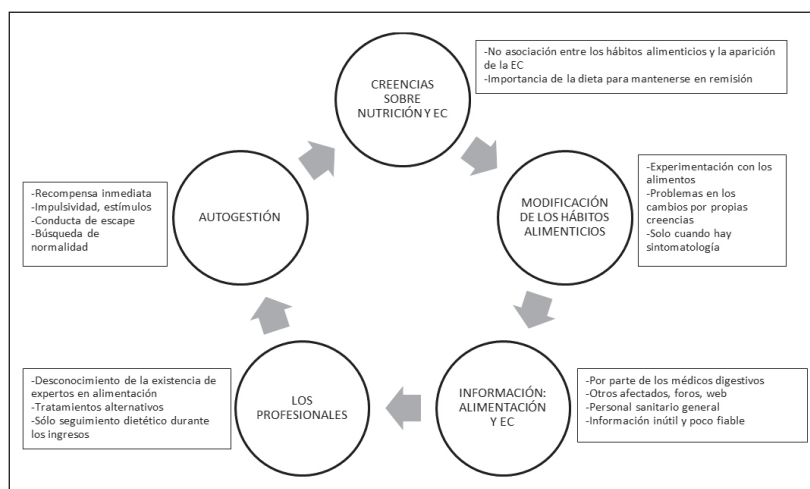 CREENCIAS
SOBRE
NUTRICIÓN Y EC
-No asociación entre los hábitos alimenticios y la aparición
de la EC
-Importancia de la dieta para mantenerse en remisión
MODIFICACIÓN
DE LOS HÁBITOS
ALIMENTICIOS
-Experimentación con los
alimentos
-Problemas en los
cambios por propias
creencias
-Solo cuando hay
sintomatología
INFORMACIÓN:
ALIMENTACIÓN
Y EC
-Por parte de los médicos digestivos
-Otros afectados, foros, web
-Personal sanitario general
-Información inútil y poco fiable
LOS
PROFESIONALES
-Desconocimiento de la existencia de
expertos en alimentación
-Tratamientos alternativos
-Sólo seguimiento dietético durante
los ingresos
AUTOGESTIÓN
-Recompensa inmediata
-Impulsividad, estímulos
-Conducta de escape
-Búsqueda de
normalidad